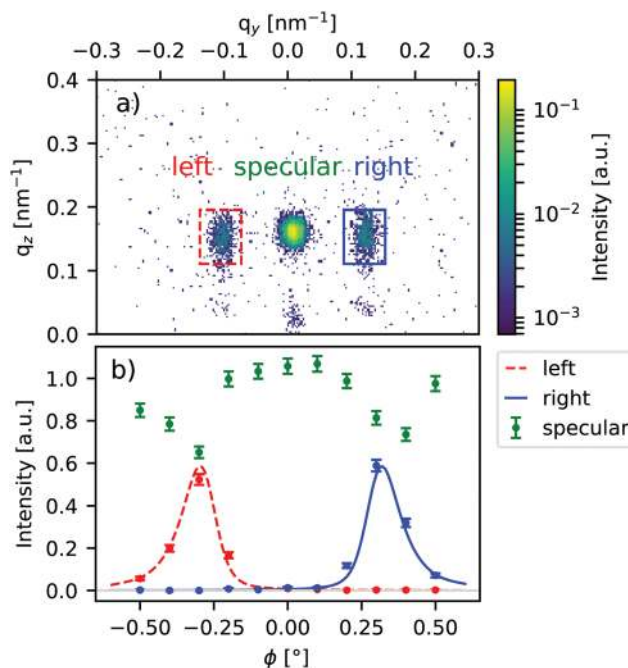 q_y [nm⁻¹]
−0.3 −0.2 −0.1 0.0 0.1 0.2 0.3
a)
left specular right
0.4
0.3
0.2
0.1
0.0
q_z [nm⁻¹]
10⁻¹
10⁻²
10⁻³
Intensity [a.u.]
b)
1.0
0.8
0.6
0.4
0.2
0.0
Intensity [a.u.]
left
right
specular
−0.50 −0.25 0.00 0.25 0.50
ϕ [°]